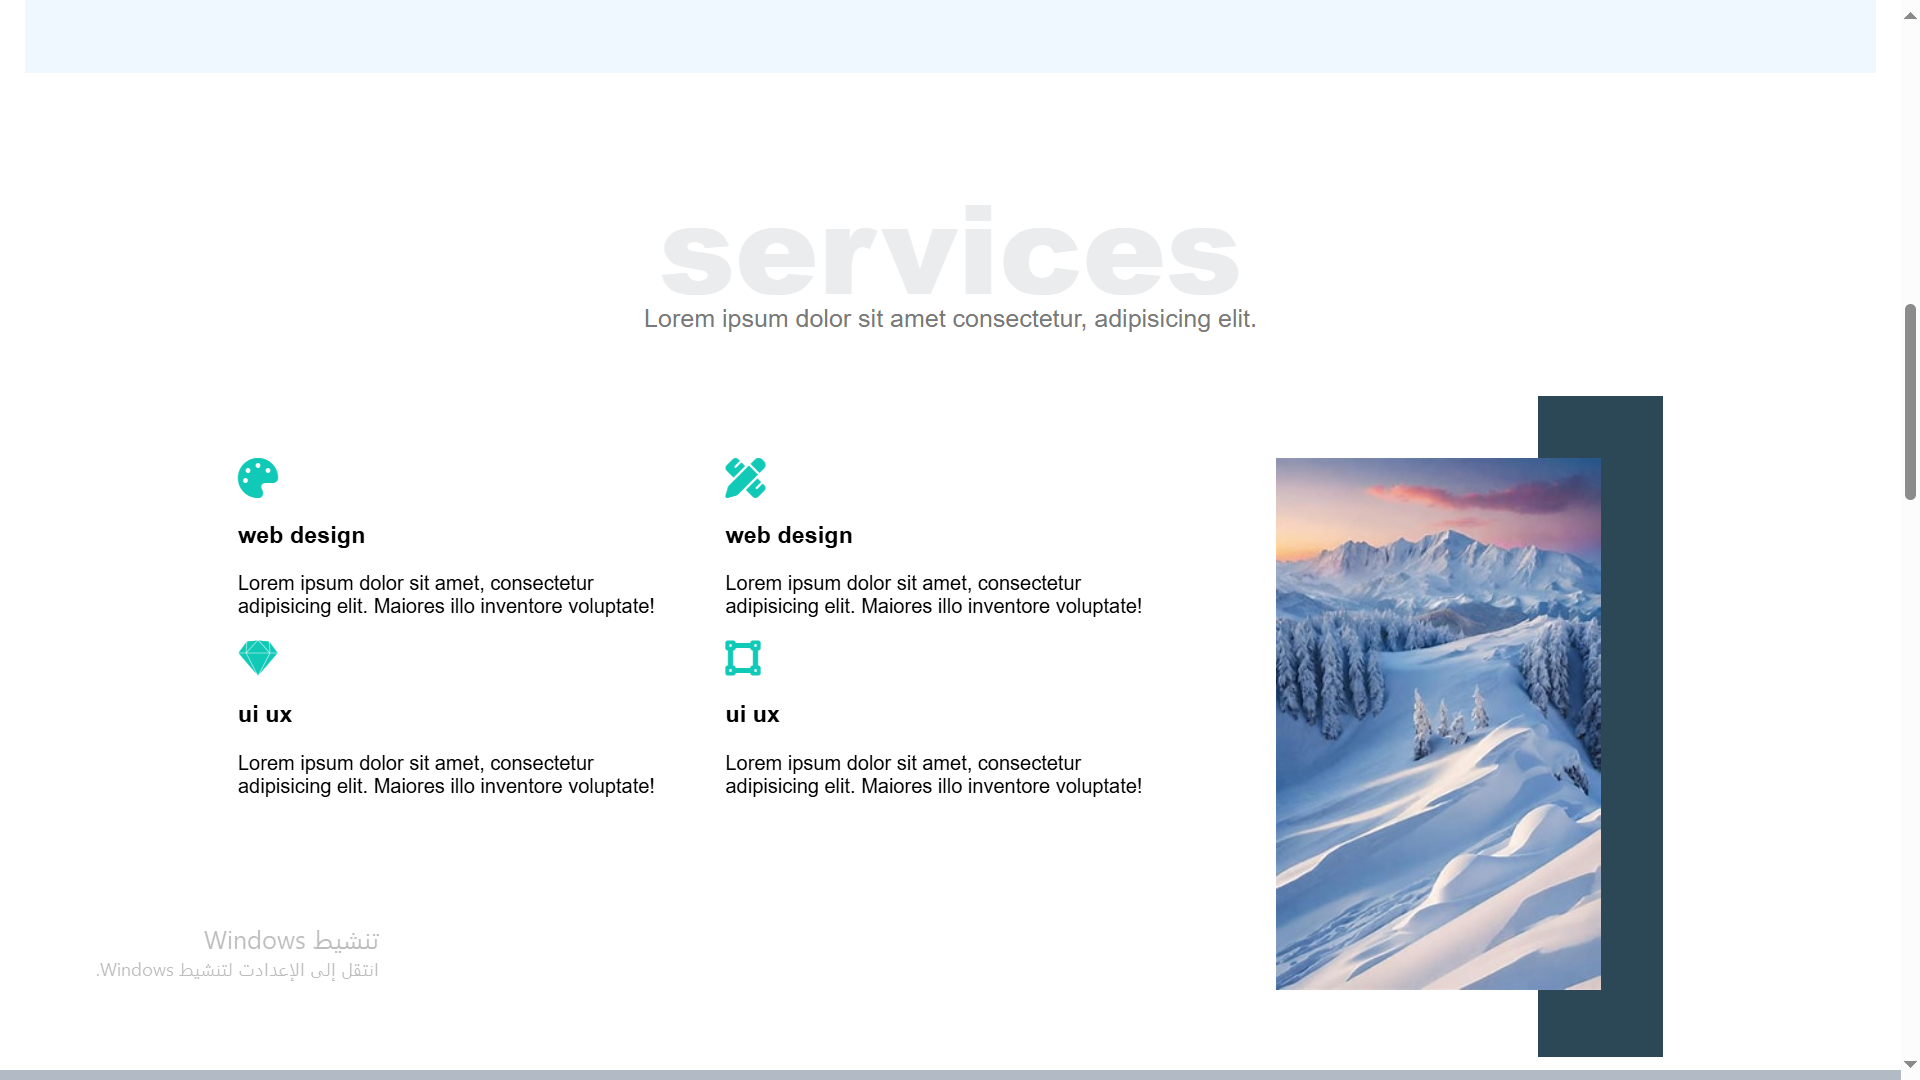 services
Lorem ipsum dolor sit amet consectetur, adipisicing elit.
web design
Lorem ipsum dolor sit amet, consectetur
adipisicing elit. Maiores illo inventore voluptate!
web design
Lorem ipsum dolor sit amet, consectetur
adipisicing elit. Maiores illo inventore voluptate!
ui ux
Lorem ipsum dolor sit amet, consectetur
adipisicing elit. Maiores illo inventore voluptate!
ui ux
Lorem ipsum dolor sit amet, consectetur
adipisicing elit. Maiores illo inventore voluptate!
تنشيط Windows
انتقل إلى الإعدادت لتنشيط Windows.